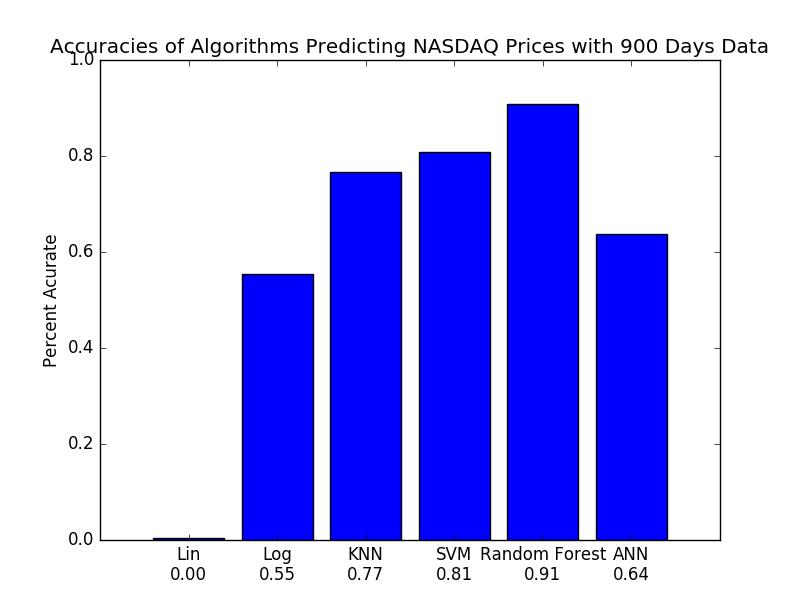 Accuracies of Algorithms Predicting NASDAQ Prices with 900 Days Data
1.0
0.8
0.6
0.4
0.2
0.0
Percent Acurate
Lin Log KNN SVM Random Forest ANN
0.00 0.55 0.77 0.81 0.91 0.64